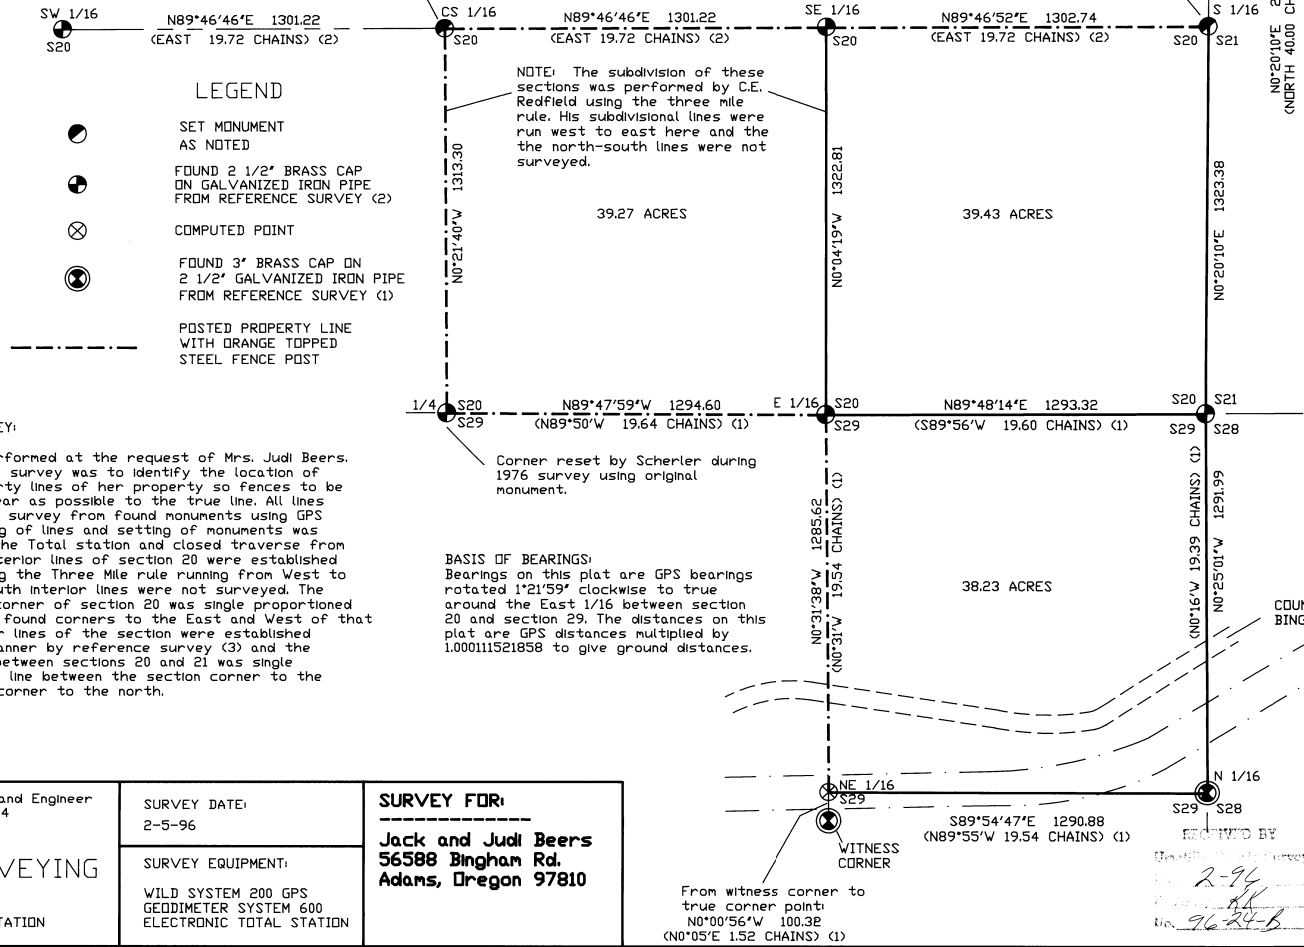 SW 1/16
S20
N89°46'46"E 1301.22
(EAST 19.72 CHAINS) (2)
CS 1/16
S20
N89°46'46"E 1301.22
(EAST 19.72 CHAINS) (2)
SE 1/16
S20
N89°46'52"E 1302.74
(EAST 19.72 CHAINS) (2)
S 1/16
S20 S21
N0°20'10"E 2
(NORTH 40.00 CH
LEGEND
SET MONUMENT
AS NOTED
FOUND 2 1/2" BRASS CAP
ON GALVANIZED IRON PIPE
FROM REFERENCE SURVEY (2)
COMPUTED POINT
FOUND 3" BRASS CAP ON
2 1/2" GALVANIZED IRON PIPE
FROM REFERENCE SURVEY (1)
POSTED PROPERTY LINE
WITH ORANGE TOPPED
STEEL FENCE POST
NOTE: The subdivision of these
sections was performed by C.E.
Redfield using the three mile
rule. His subdivisional lines were
run west to east here and the
the north-south lines were not
surveyed.
N0°21'40"W 1313.30
39.27 ACRES
N0°04'19"W 1322.81
39.43 ACRES
N0°20'10"E 1323.38
1/4 S20
S29
N89°47'59"W 1294.60
(N89°50'W 19.64 CHAINS) (1)
E 1/16 S20
S29
N89°48'14"E 1293.32
(S89°56'W 19.60 CHAINS) (1)
S20 S21
S29 S28
Corner reset by Scherler during
1976 survey using original
monument.
EY:
rformed at the request of Mrs. Judi Beers.
survey was to identify the location of
rty lines of her property so fences to be
ear as possible to the true line. All lines
survey from found monuments using GPS
g of lines and setting of monuments was
he Total station and closed traverse from
terior lines of section 20 were established
g the Three Mile rule running from West to
uth interior lines were not surveyed. The
corner of section 20 was single proportioned
found corners to the East and West of that
r lines of the section were established
anner by reference survey (3) and the
between sections 20 and 21 was single
line between the section corner to the
corner to the north.
BASIS OF BEARINGS:
Bearings on this plat are GPS bearings
rotated 1°21'59" clockwise to true
around the East 1/16 between section
20 and section 29. The distances on this
plat are GPS distances multiplied by
1.000111521858 to give ground distances.
N0°31'38"W 1285.62
(N0°31'W 19.54 CHAINS) (1)
38.23 ACRES
(N0°16'W 19.39 CHAINS) (1)
N0°25'01"W 1291.99
COUN
BING
NE 1/16
S29
N 1/16
S29 S28
S89°54'47"E 1290.88
(N89°55'W 19.54 CHAINS) (1)
WITNESS
CORNER
From witness corner to
true corner point:
N0°00'56"W 100.32
(N0°05'E 1.52 CHAINS) (1)
and Engineer
4
VEYING
TATION
SURVEY DATE:
2-5-96
SURVEY EQUIPMENT:
WILD SYSTEM 200 GPS
GEODIMETER SYSTEM 600
ELECTRONIC TOTAL STATION
SURVEY FOR:
Jack and Judi Beers
56588 Bingham Rd.
Adams, Oregon 97810
RECEIVED BY
2-96
KK
No. 96-24-B